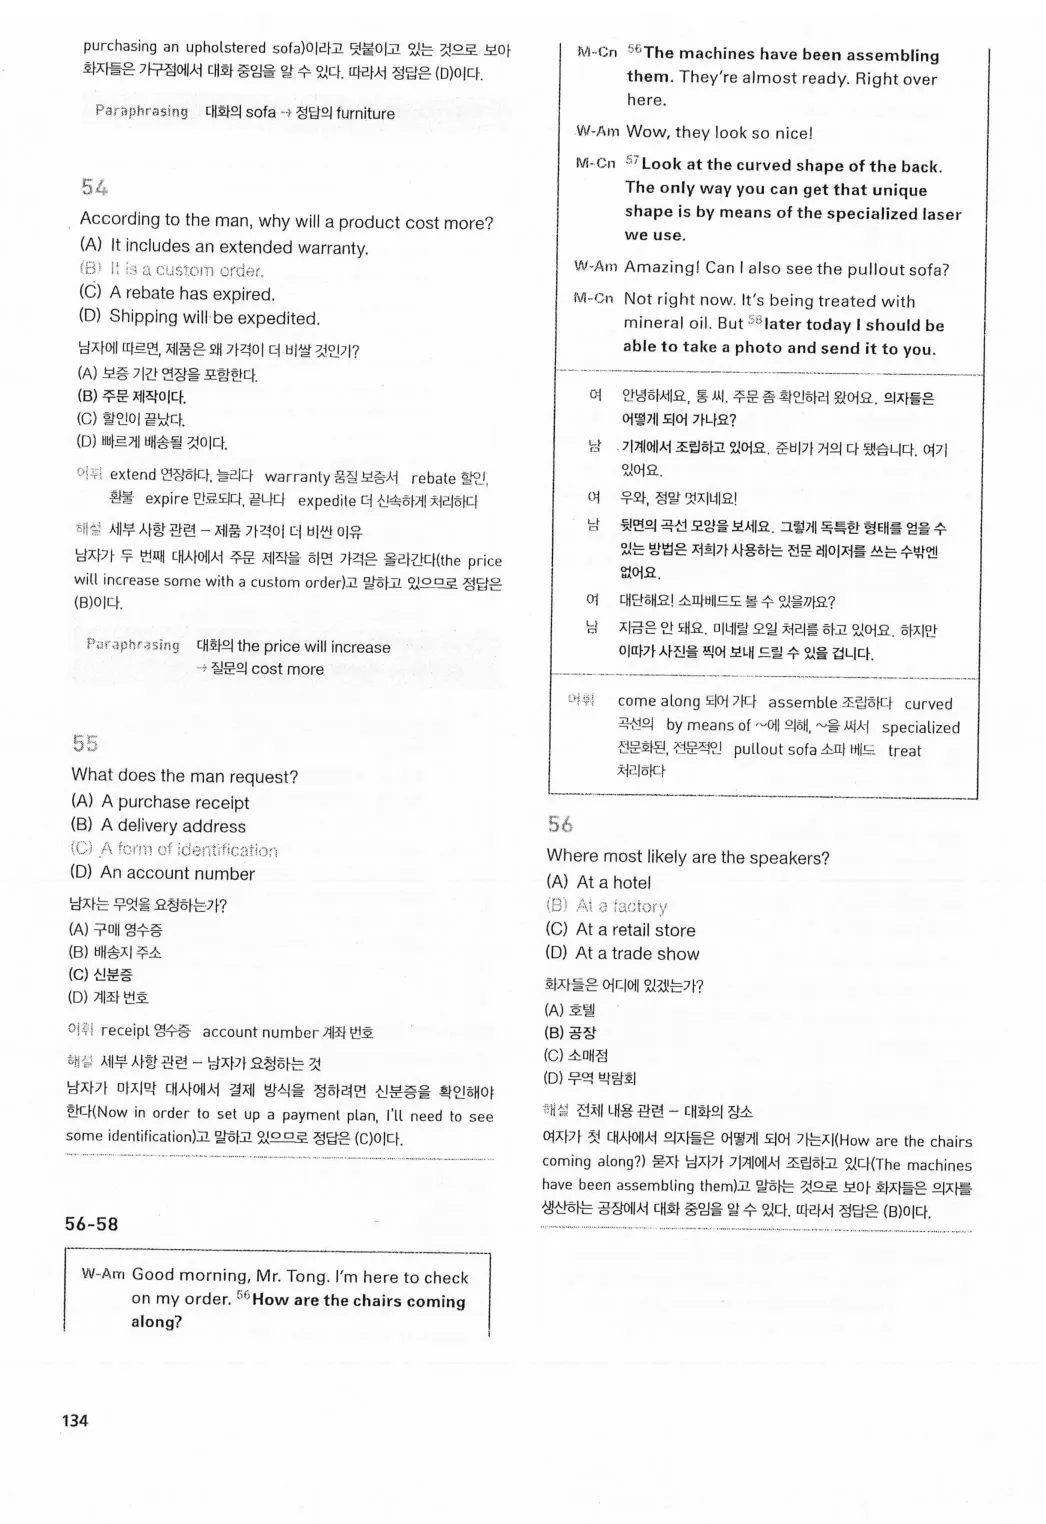 purchasing an upholstered sofa)이라고 덧붙이고 있는 것으로 보아
화자들은 가구점에서 대화 중임을 알 수 있다. 따라서 정답은 (D)이다.
Paraphrasing 대화의 sofa → 정답의 furniture
54
According to the man, why will a product cost more?
(A) It includes an extended warranty.
(B) It is a custom order.
(C) A rebate has expired.
(D) Shipping will be expedited.
남자에 따르면, 제품은 왜 가격이 더 비쌀 것인가?
(A) 보증 기간 연장을 포함한다.
(B) 주문 제작이다.
(C) 할인이 끝났다.
(D) 빠르게 배송될 것이다.
어휘 extend 연장하다, 늘리다 warranty 품질 보증서 rebate 할인,
환불 expire 만료되다, 끝나다 expedite 더 신속하게 처리하다
해설 세부 사항 관련 – 제품 가격이 더 비싼 이유
남자가 두 번째 대사에서 주문 제작을 하면 가격은 올라간다(the price
will increase some with a custom order)고 말하고 있으므로 정답은
(B)이다.
Paraphrasing 대화의 the price will increase
→ 질문의 cost more
55
What does the man request?
(A) A purchase receipt
(B) A delivery address
(C) A form of identification
(D) An account number
남자는 무엇을 요청하는가?
(A) 구매 영수증
(B) 배송지 주소
(C) 신분증
(D) 계좌 번호
어휘 receipt 영수증 account number 계좌 번호
해설 세부 사항 관련 – 남자가 요청하는 것
남자가 마지막 대사에서 결제 방식을 정하려면 신분증을 확인해야
한다(Now in order to set up a payment plan, I'll need to see
some identification)고 말하고 있으므로 정답은 (C)이다.
56-58
W-Am Good morning, Mr. Tong. I'm here to check
on my order. 56How are the chairs coming
along?
M-Cn 56The machines have been assembling
them. They're almost ready. Right over
here.
W-Am Wow, they look so nice!
M-Cn 57Look at the curved shape of the back.
The only way you can get that unique
shape is by means of the specialized laser
we use.
W-Am Amazing! Can I also see the pullout sofa?
M-Cn Not right now. It's being treated with
mineral oil. But 58later today I should be
able to take a photo and send it to you.
여 안녕하세요, 통 씨. 주문 좀 확인하러 왔어요. 의자들은
어떻게 되어 가나요?
남 기계에서 조립하고 있어요. 준비가 거의 다 됐습니다. 여기
있어요.
여 우와, 정말 멋지네요!
남 뒷면의 곡선 모양을 보세요. 그렇게 독특한 형태를 얻을 수
있는 방법은 저희가 사용하는 전문 레이저를 쓰는 수밖엔
없어요.
여 대단해요! 소파베드도 볼 수 있을까요?
남 지금은 안 돼요. 미네랄 오일 처리를 하고 있어요. 하지만
이따가 사진을 찍어 보내 드릴 수 있을 겁니다.
어휘 come along 되어 가다 assemble 조립하다 curved
곡선의 by means of ~에 의해, ~을 써서 specialized
전문화된, 전문적인 pullout sofa 소파 베드 treat
처리하다
56
Where most likely are the speakers?
(A) At a hotel
(B) At a factory
(C) At a retail store
(D) At a trade show
화자들은 어디에 있겠는가?
(A) 호텔
(B) 공장
(C) 소매점
(D) 무역 박람회
해설 전체 내용 관련 – 대화의 장소
여자가 첫 대사에서 의자들은 어떻게 되어 가는지(How are the chairs
coming along?) 묻자 남자가 기계에서 조립하고 있다(The machines
have been assembling them)고 말하는 것으로 보아 화자들은 의자를
생산하는 공장에서 대화 중임을 알 수 있다. 따라서 정답은 (B)이다.
134